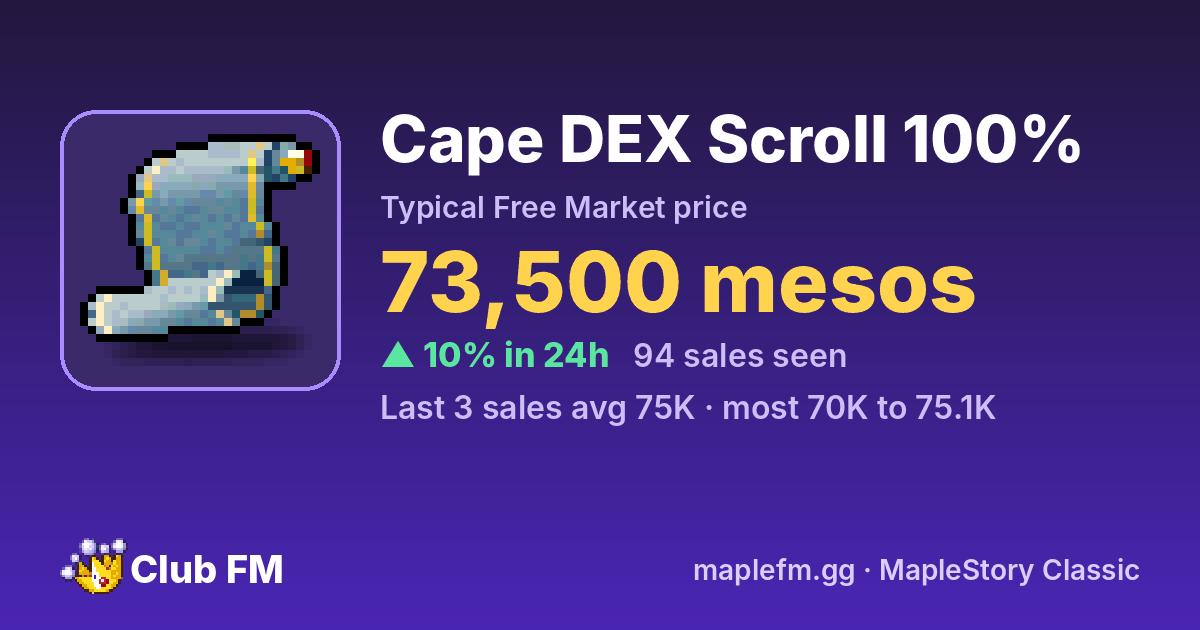 Cape DEX Scroll 100%
Typical Free Market price
73,500 mesos
▲ 10% in 24h 94 sales seen
Last 3 sales avg 75K · most 70K to 75.1K
Club FM
maplefm.gg · MapleStory Classic